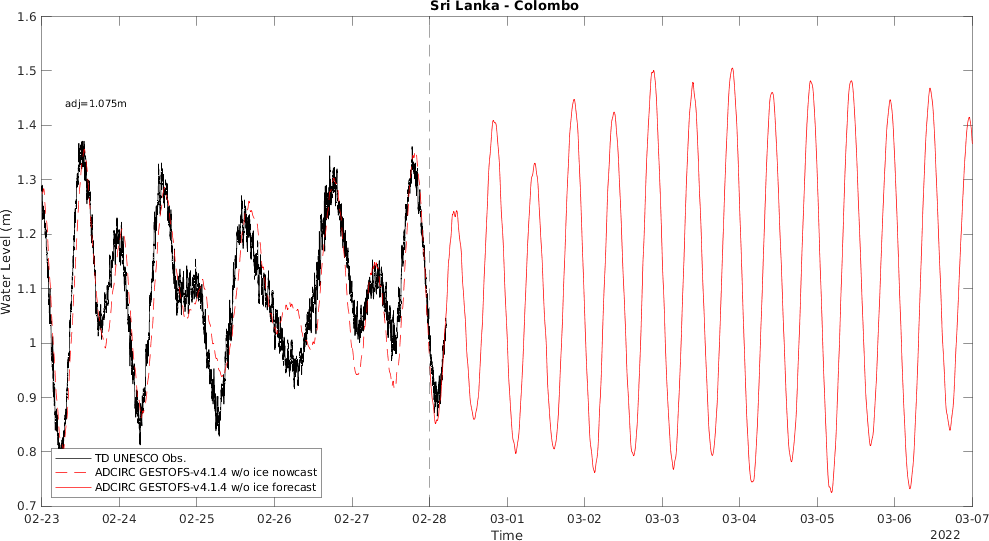 Sri Lanka - Colombo
1.6
1.5
1.4
1.3
1.2
1.1
1
0.9
0.8
0.7
Water Level (m)
adj=1.075m
TD UNESCO Obs.
ADCIRC GESTOFS-v4.1.4 w/o ice nowcast
ADCIRC GESTOFS-v4.1.4 w/o ice forecast
02-23 02-24 02-25 02-26 02-27 02-28 03-01 03-02 03-03 03-04 03-05 03-06 03-07
Time
2022